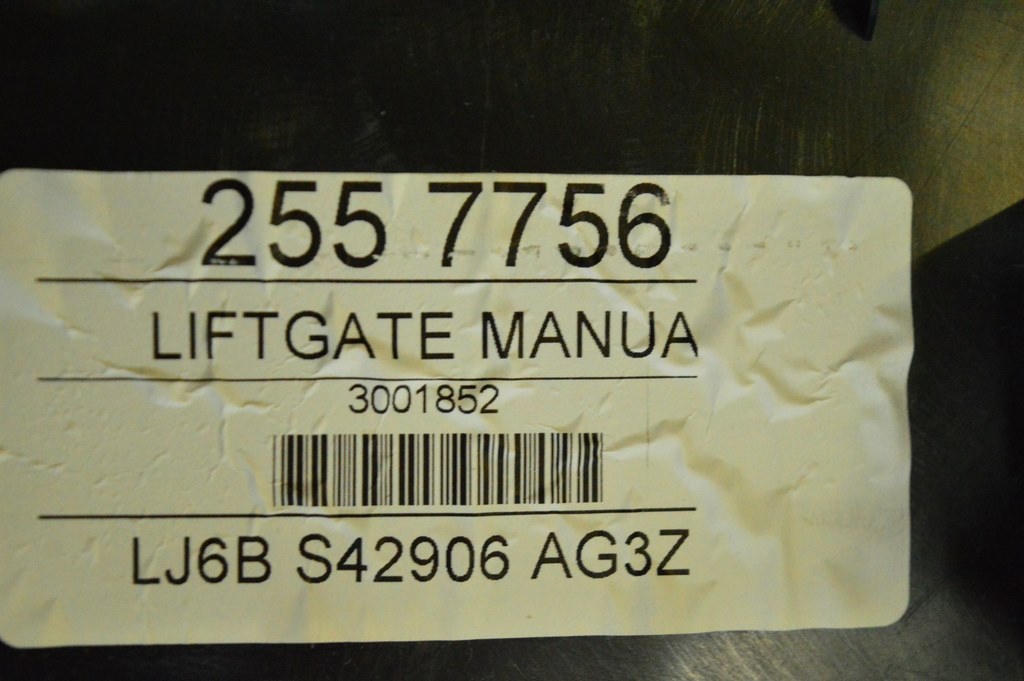 255 7756
LIFTGATE MANUA
3001852
LJ6B S42906 AG3Z